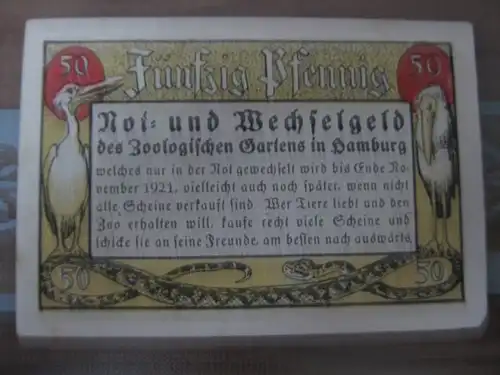 50 Fünfzig Pfennig 50
Not- und Wechselgeld
des Zoologischen Gartens in Hamburg
welches nur in der Not gewechselt wird bis Ende No-
vember 1921, vielleicht auch noch später, wenn nicht
alle Scheine verkauft sind. Wer Tiere liebt und den
Zoo erhalten will, kaufe recht viele Scheine und
schicke sie an seine Freunde, am besten nach auswärts.
50 50